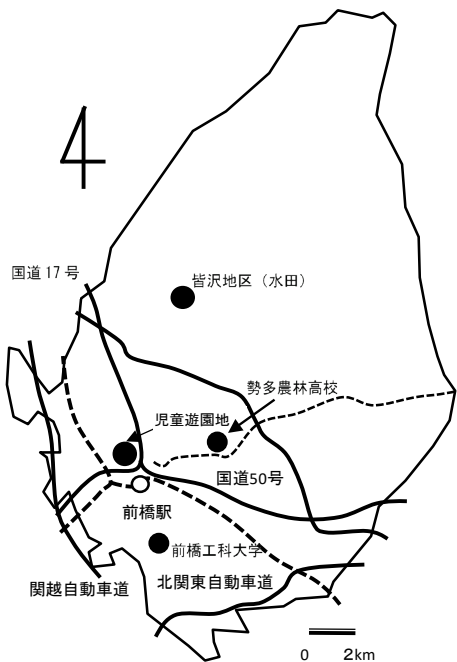 国道17号
皆沢地区（水田）
勢多農林高校
児童遊園地
国道50号
前橋駅
前橋工科大学
関越自動車道
北関東自動車道
0 2km